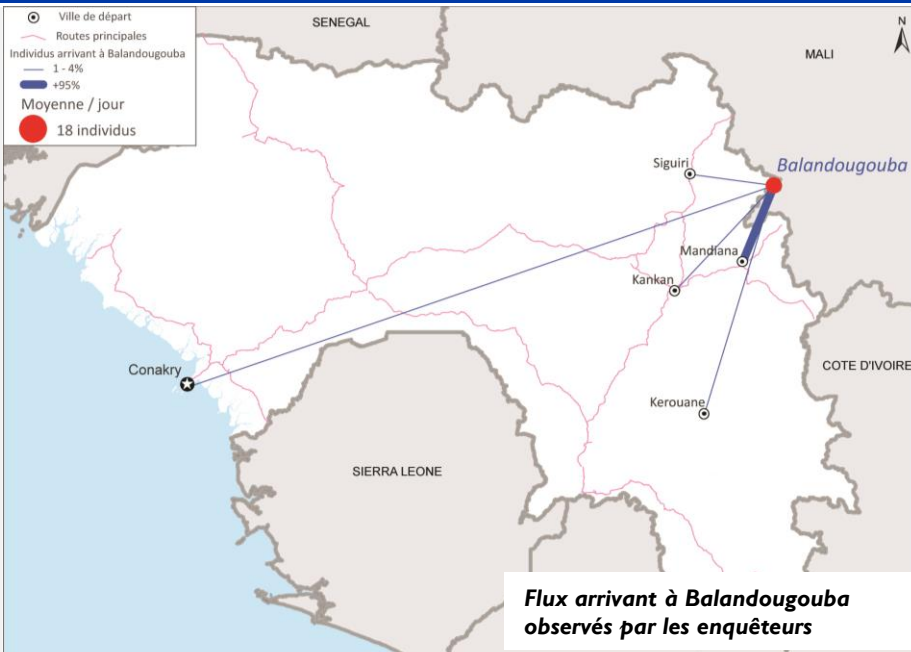 Ville de départ
Routes principales
Individus arrivant à Balandougouba
1 - 4%
+95%
Moyenne / jour
18 individus
SENEGAL
N
MALI
Siguiri
Balandougouba
Mandiana
Kankan
Conakry
COTE D'IVOIRE
Kerouane
SIERRA LEONE
Flux arrivant à Balandougouba
observés par les enquêteurs